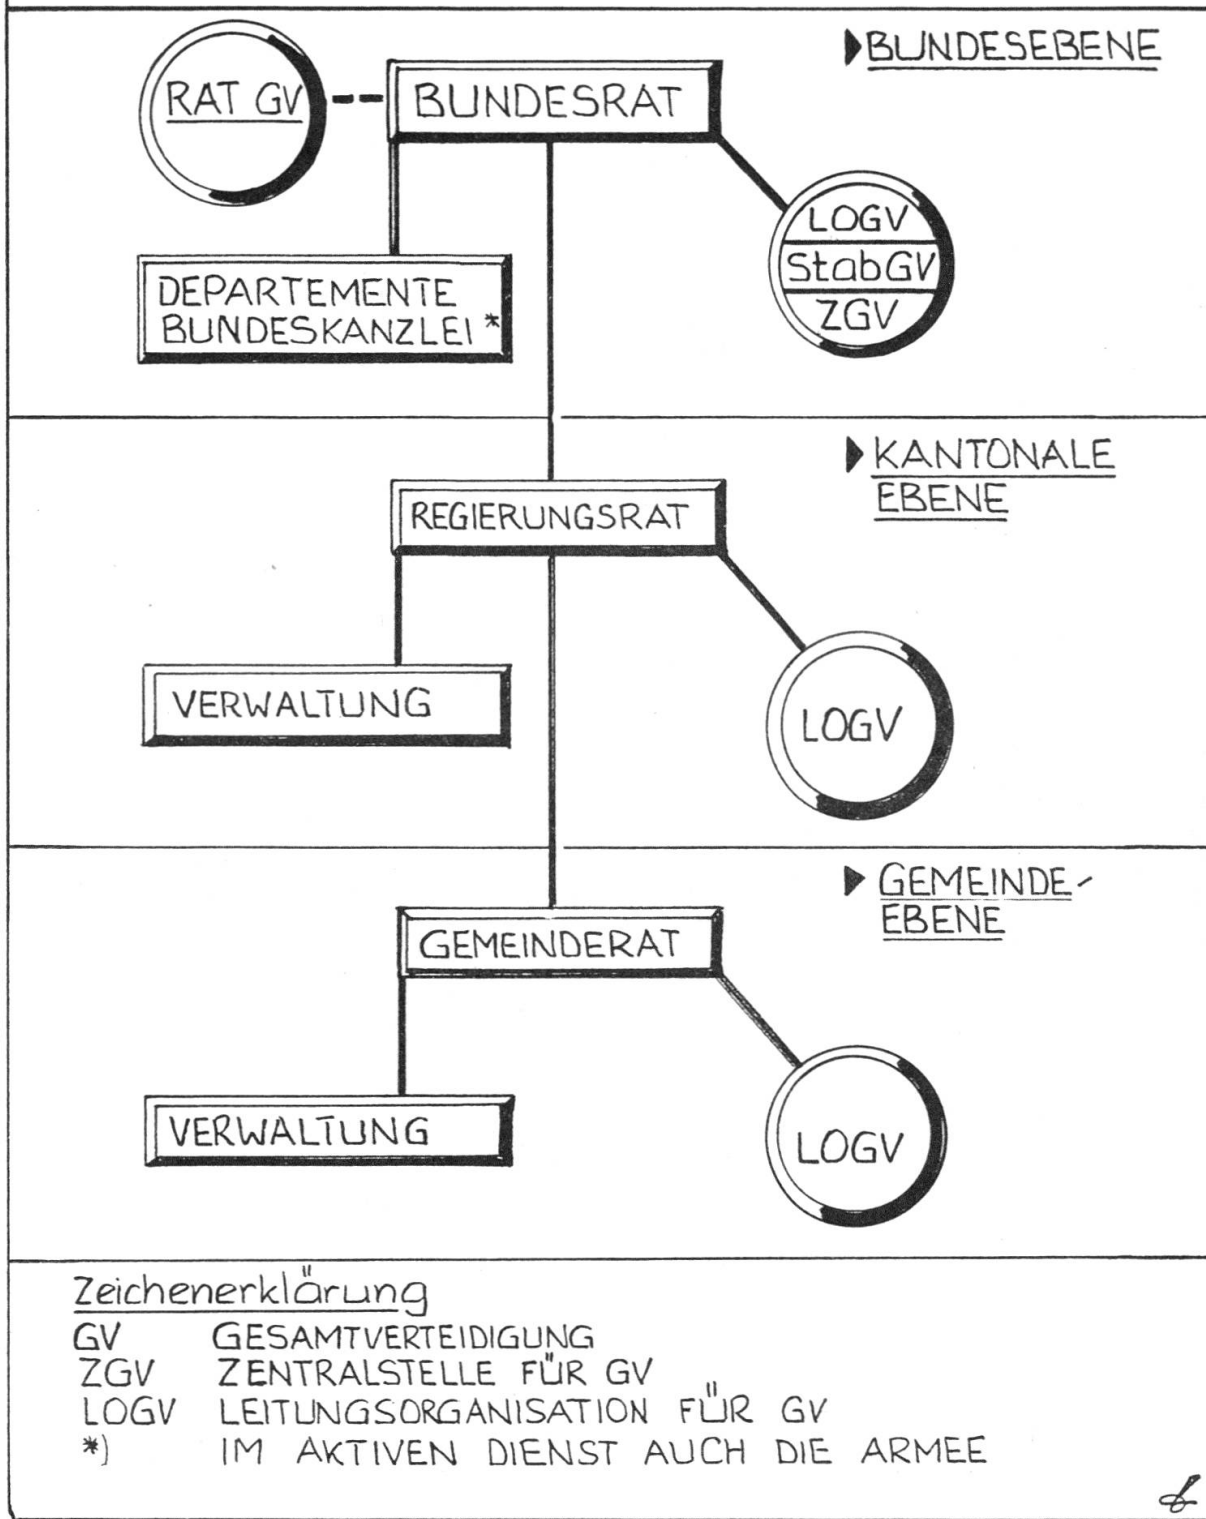 ▶BUNDESEBENE
RAT GV
BUNDESRAT
LOGV
StabGV
ZGV
DEPARTEMENTE
BUNDESKANZLEI*
▶ KANTONALE
EBENE
REGIERUNGSRAT
VERWALTUNG
LOGV
▶ GEMEINDE-
EBENE
GEMEINDERAT
VERWALTUNG
LOGV
Zeichenerklärung
GV GESAMTVERTEIDIGUNG
ZGV ZENTRALSTELLE FÜR GV
LOGV LEITUNGSORGANISATION FÜR GV
*) IM AKTIVEN DIENST AUCH DIE ARMEE